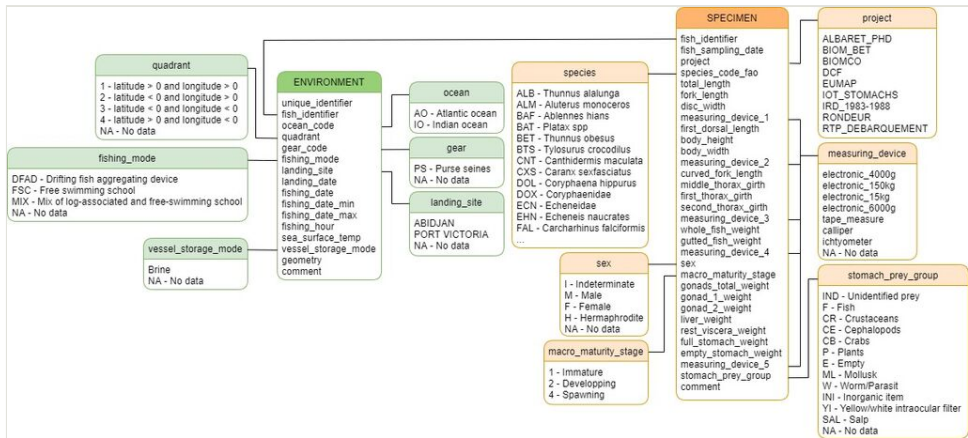 quadrant
1 - latitude > 0 and longitude > 0
2 - latitude < 0 and longitude > 0
3 - latitude < 0 and longitude < 0
4 - latitude > 0 and longitude < 0
NA - No data
fishing_mode
DFAD - Drifting fish aggregating device
FSC - Free swimming school
MIX - Mix of log-associated and free-swimming school
NA - No data
vessel_storage_mode
Brine
NA - No data
ENVIRONMENT
unique_identifier
fish_identifier
ocean_code
quadrant
gear_code
fishing_mode
landing_site
landing_date
fishing_date
fishing_date_min
fishing_date_max
fishing_hour
sea_surface_temp
vessel_storage_mode
geometry
comment
ocean
AO - Atlantic ocean
IO - Indian ocean
gear
PS - Purse seines
NA - No data
landing_site
ABIDJAN
PORT VICTORIA
NA - No data
species
ALB - Thunnus alalunga
ALM - Aluterus monoceros
BAF - Ablennes hians
BAT - Platax spp
BET - Thunnus obesus
BTS - Tylosurus crocodilus
CNT - Canthidermis maculata
CXS - Caranx sexfasciatus
DOL - Coryphaena hippurus
DOX - Coryphaenidae
ECN - Echeneidae
EHN - Echeneis naucrates
FAL - Carcharhinus falciformis
...
sex
I - Indeterminate
M - Male
F - Female
H - Hermaphrodite
NA - No data
macro_maturity_stage
1 - Immature
2 - Developping
4 - Spawning
SPECIMEN
fish_identifier
fish_sampling_date
project
species_code_fao
total_length
fork_length
disc_width
measuring_device_1
first_dorsal_length
body_height
body_width
measuring_device_2
curved_fork_length
middle_thorax_girth
first_thorax_girth
second_thorax_girth
measuring_device_3
whole_fish_weight
gutted_fish_weight
measuring_device_4
sex
macro_maturity_stage
gonads_total_weight
gonad_1_weight
gonad_2_weight
liver_weight
rest_viscera_weight
full_stomach_weight
empty_stomach_weight
measuring_device_5
stomach_prey_group
comment
project
ALBARET_PHD
BIOM_BET
BIOMCO
DCF
EUMAP
IOT_STOMACHS
IRD_1983-1988
RONDEUR
RTP_DEBARQUEMENT
measuring_device
electronic_4000g
electronic_150kg
electronic_15kg
electronic_6000g
tape_measure
calliper
ichtyometer
NA - No data
stomach_prey_group
IND - Unidentified prey
F - Fish
CR - Crustaceans
CE - Cephalopods
CB - Crabs
P - Plants
E - Empty
ML - Mollusk
W - Worm/Parasit
INI - Inorganic item
YI - Yellow/white intraocular filter
SAL - Salp
NA - No data